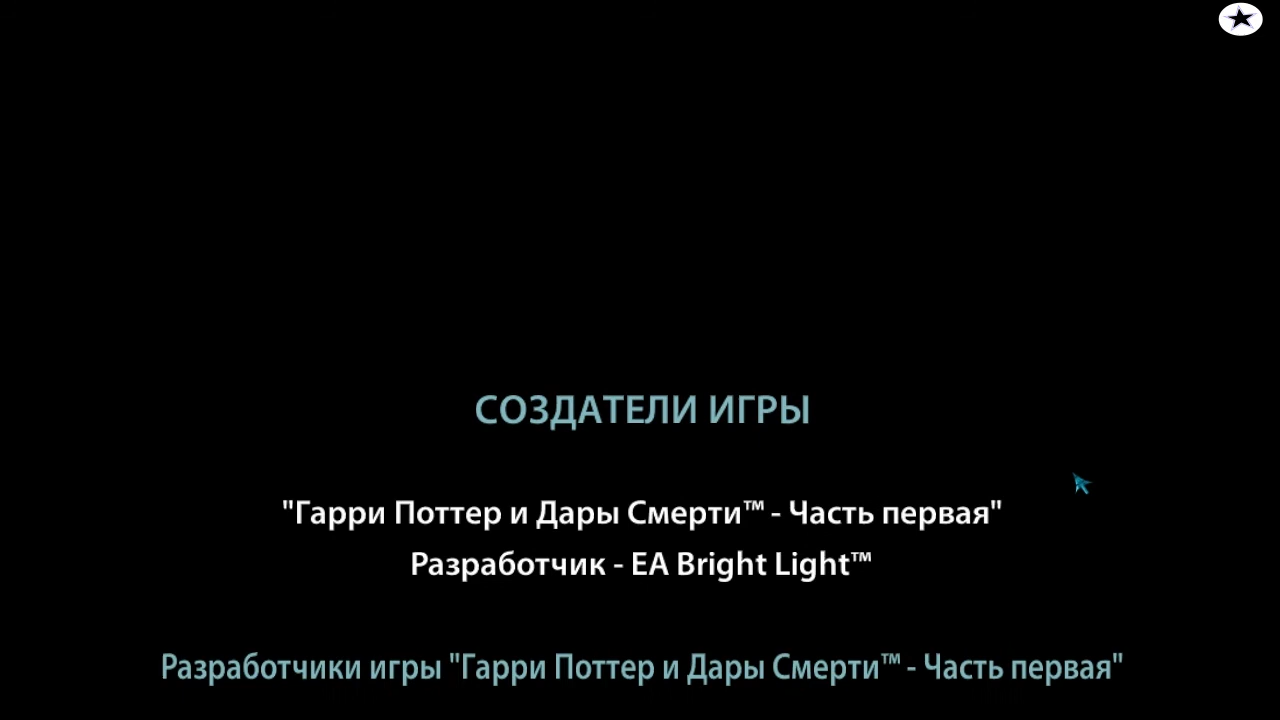 СОЗДАТЕЛИ ИГРЫ
"Гарри Поттер и Дары Смерти™ - Часть первая"
Разработчик - EA Bright Light™
Разработчики игры "Гарри Поттер и Дары Смерти™ - Часть первая"